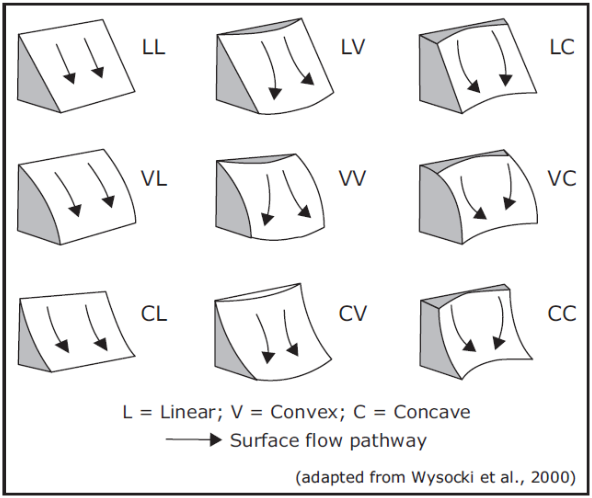 LL LV LC
VL VV VC
CL CV CC
L = Linear; V = Convex; C = Concave
Surface flow pathway
(adapted from Wysocki et al., 2000)